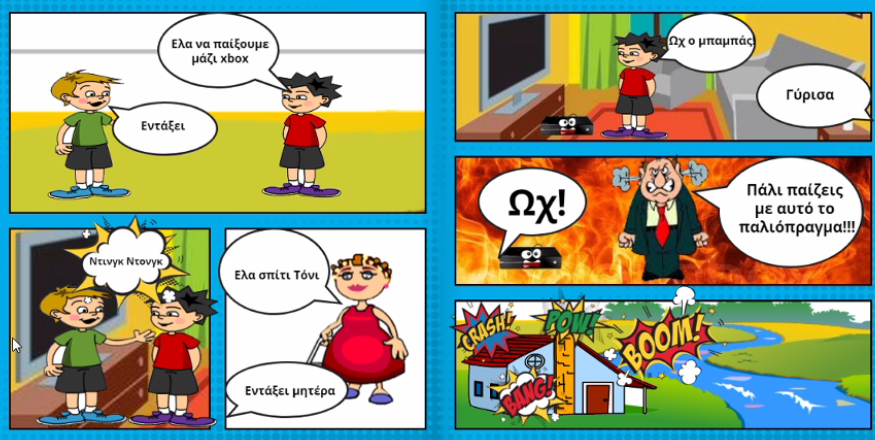 Ελα να παίξουμε
μάζι xbox
Εντάξει
Ντινγκ Ντονγκ
Ελα σπίτι Τόνι
Εντάξει μητέρα
Ωχ ο μπαμπάς!
Γύρισα
Ωχ!
Πάλι παίζεις
με αυτό το
παλιόπραγμα!!!
CRASH!
POW!
BOOM!
BANG!